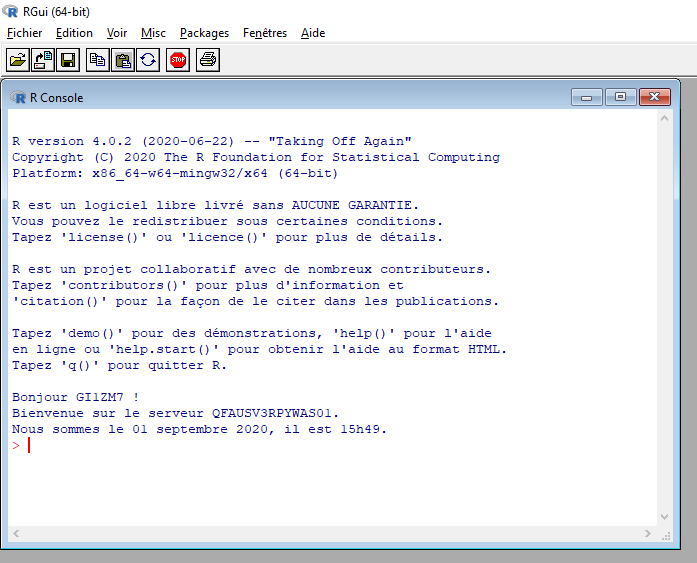 RGui (64-bit)
Fichier Edition Voir Misc Packages Fenêtres Aide
STOP
R Console
R version 4.0.2 (2020-06-22) -- "Taking Off Again"
Copyright (C) 2020 The R Foundation for Statistical Computing
Platform: x86_64-w64-mingw32/x64 (64-bit)
R est un logiciel libre livré sans AUCUNE GARANTIE.
Vous pouvez le redistribuer sous certaines conditions.
Tapez 'license()' ou 'licence()' pour plus de détails.
R est un projet collaboratif avec de nombreux contributeurs.
Tapez 'contributors()' pour plus d'information et
'citation()' pour la façon de le citer dans les publications.
Tapez 'demo()' pour des démonstrations, 'help()' pour l'aide
en ligne ou 'help.start()' pour obtenir l'aide au format HTML.
Tapez 'q()' pour quitter R.
Bonjour GI1ZM7 !
Bienvenue sur le serveur QFAUSV3RPYWAS01.
Nous sommes le 01 septembre 2020, il est 15h49.
>